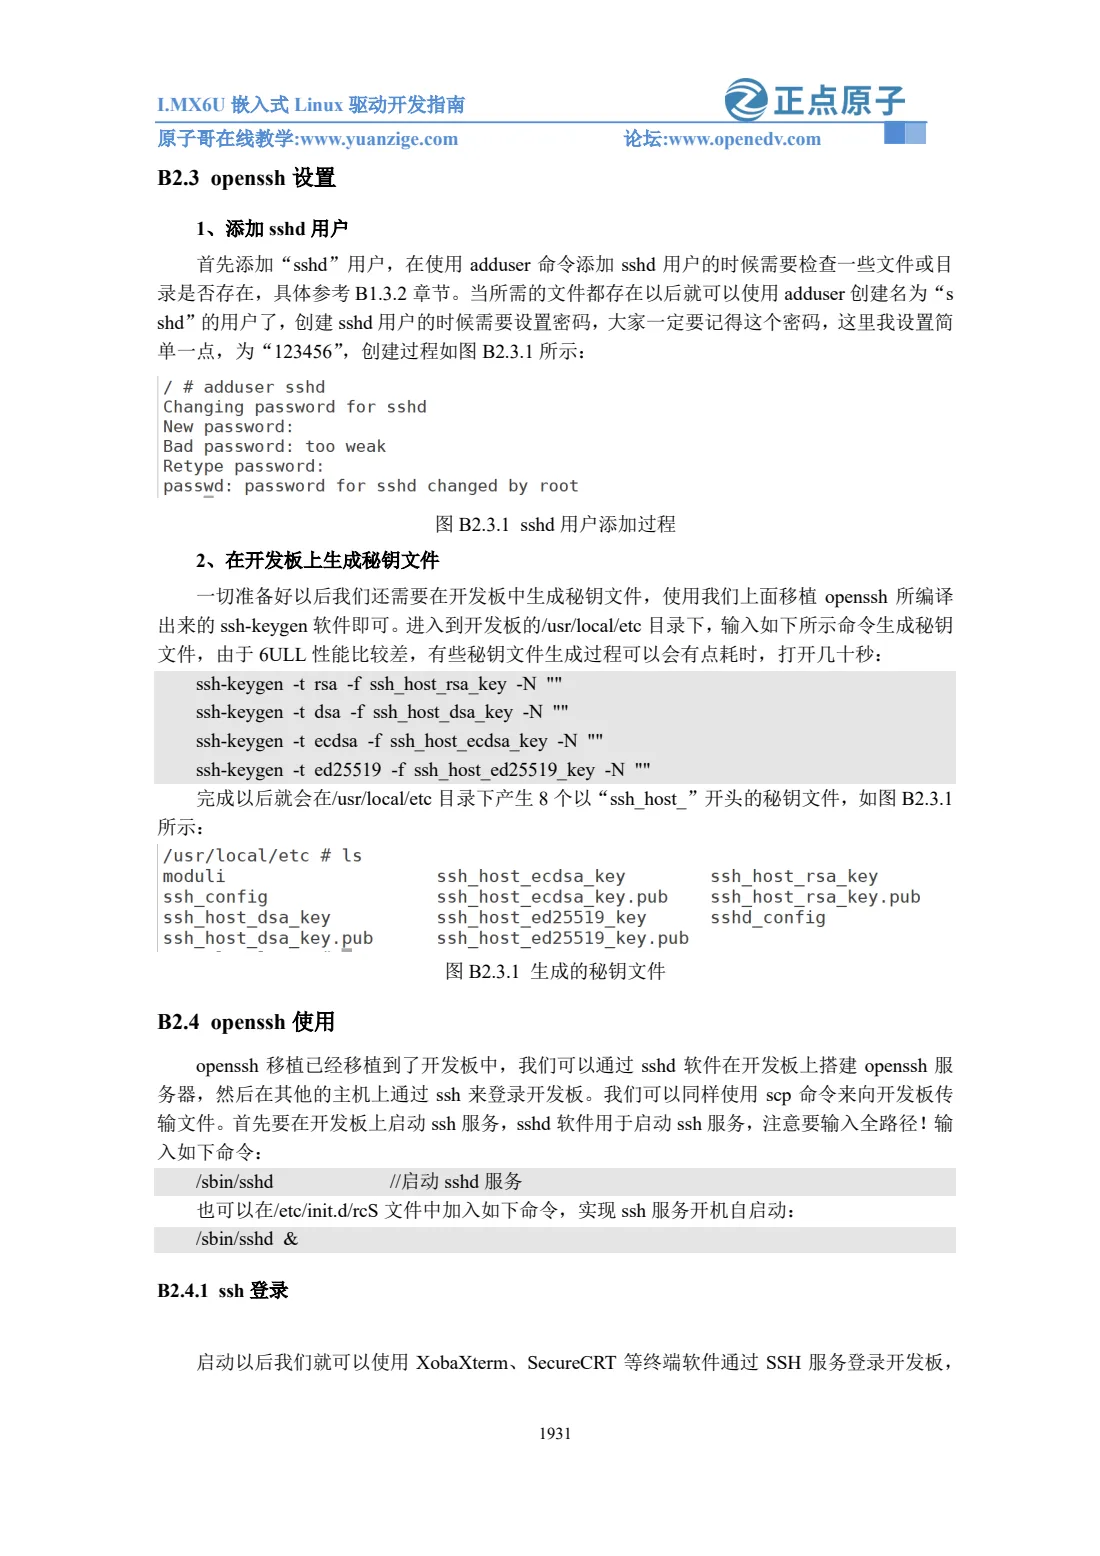 I.MX6U 嵌入式 Linux 驱动开发指南
正点原子
原子哥在线教学:www.yuanzige.com 论坛:www.openedv.com
B2.3 openssh 设置
1、添加 sshd 用户
首先添加“sshd”用户，在使用 adduser 命令添加 sshd 用户的时候需要检查一些文件或目
录是否存在，具体参考 B1.3.2 章节。当所需的文件都存在以后就可以使用 adduser 创建名为“s
shd”的用户了，创建 sshd 用户的时候需要设置密码，大家一定要记得这个密码，这里我设置简
单一点，为“123456”，创建过程如图 B2.3.1 所示：
/ # adduser sshd
Changing password for sshd
New password:
Bad password: too weak
Retype password:
passwd: password for sshd changed by root
图 B2.3.1 sshd 用户添加过程
2、在开发板上生成秘钥文件
一切准备好以后我们还需要在开发板中生成秘钥文件，使用我们上面移植 openssh 所编译
出来的 ssh-keygen 软件即可。进入到开发板的/usr/local/etc 目录下，输入如下所示命令生成秘钥
文件，由于 6ULL 性能比较差，有些秘钥文件生成过程可以会有点耗时，打开几十秒：
ssh-keygen -t rsa -f ssh_host_rsa_key -N ""
ssh-keygen -t dsa -f ssh_host_dsa_key -N ""
ssh-keygen -t ecdsa -f ssh_host_ecdsa_key -N ""
ssh-keygen -t ed25519 -f ssh_host_ed25519_key -N ""
完成以后就会在/usr/local/etc 目录下产生 8 个以“ssh_host_”开头的秘钥文件，如图 B2.3.1
所示：
/usr/local/etc # ls
moduli ssh_host_ecdsa_key ssh_host_rsa_key
ssh_config ssh_host_ecdsa_key.pub ssh_host_rsa_key.pub
ssh_host_dsa_key ssh_host_ed25519_key sshd_config
ssh_host_dsa_key.pub ssh_host_ed25519_key.pub
图 B2.3.1 生成的秘钥文件
B2.4 openssh 使用
openssh 移植已经移植到了开发板中，我们可以通过 sshd 软件在开发板上搭建 openssh 服
务器，然后在其他的主机上通过 ssh 来登录开发板。我们可以同样使用 scp 命令来向开发板传
输文件。首先要在开发板上启动 ssh 服务，sshd 软件用于启动 ssh 服务，注意要输入全路径！输
入如下命令：
/sbin/sshd //启动 sshd 服务
也可以在/etc/init.d/rcS 文件中加入如下命令，实现 ssh 服务开机自启动：
/sbin/sshd &
B2.4.1 ssh 登录
启动以后我们就可以使用 XobaXterm、SecureCRT 等终端软件通过 SSH 服务登录开发板，
1931